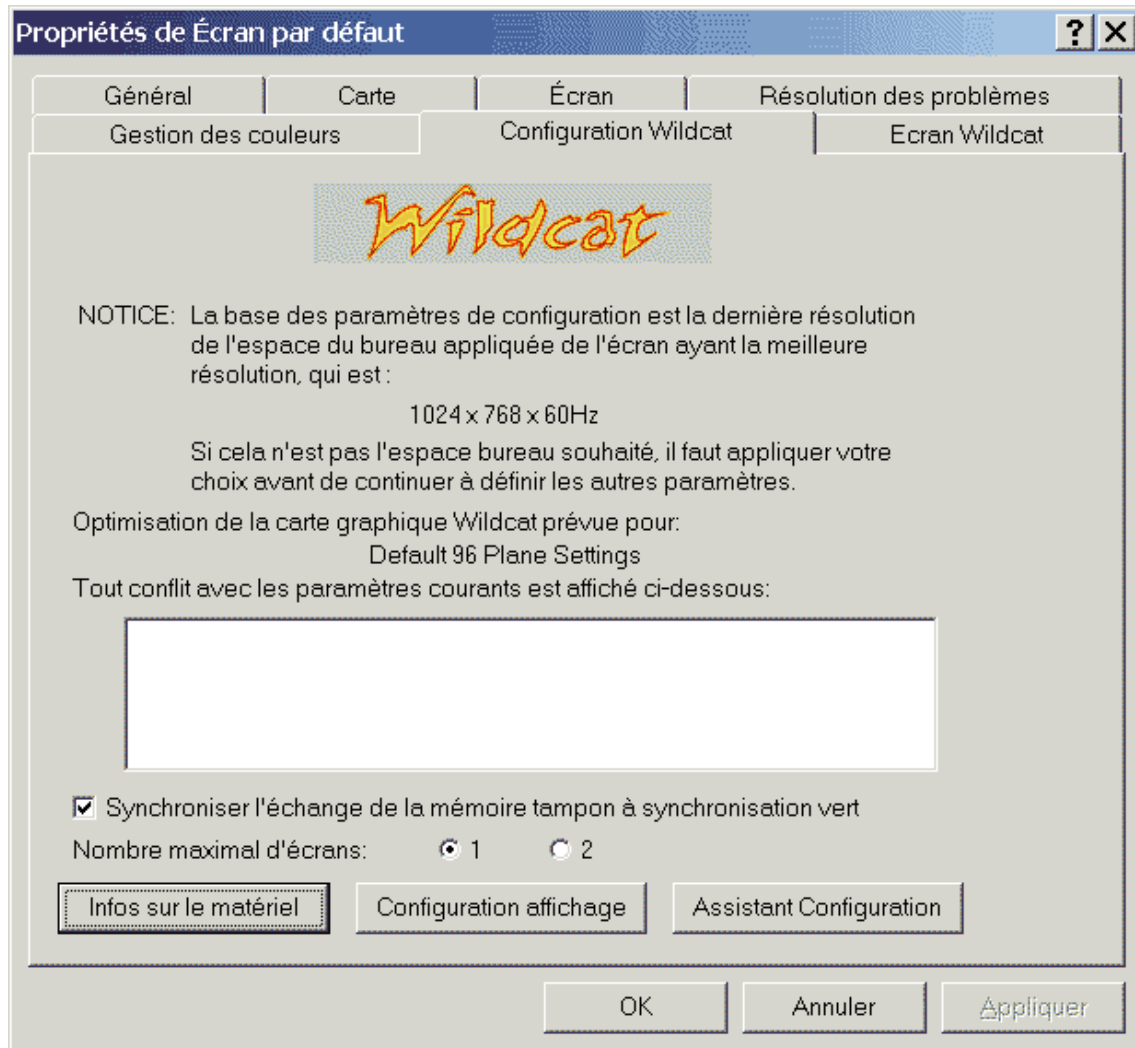 Propriétés de Écran par défaut
Général Carte Écran Résolution des problèmes
Gestion des couleurs Configuration Wildcat Ecran Wildcat
Wildcat
NOTICE: La base des paramètres de configuration est la dernière résolution
de l'espace du bureau appliquée de l'écran ayant la meilleure
résolution, qui est :
1024 x 768 x 60Hz
Si cela n'est pas l'espace bureau souhaité, il faut appliquer votre
choix avant de continuer à définir les autres paramètres.
Optimisation de la carte graphique Wildcat prévue pour:
Default 96 Plane Settings
Tout conflit avec les paramètres courants est affiché ci-dessous:
Synchroniser l'échange de la mémoire tampon à synchronisation vert
Nombre maximal d'écrans: 1 2
Infos sur le matériel Configuration affichage Assistant Configuration
OK Annuler Appliquer